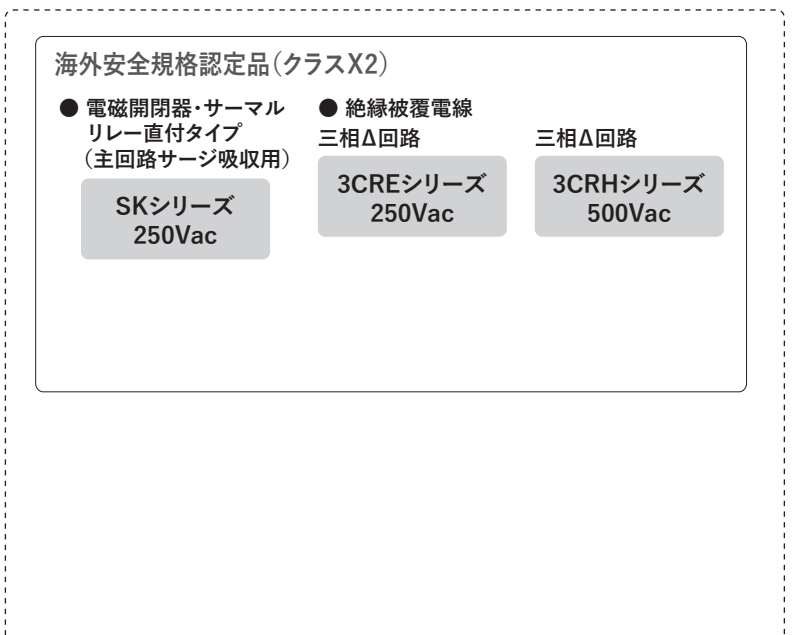 海外安全規格認定品(クラスX2)
● 電磁開閉器・サーマル
リレー直付タイプ
(主回路サージ吸収用)
SKシリーズ
250Vac
● 絶縁被覆電線
三相Δ回路
3CREシリーズ
250Vac
三相Δ回路
3CRHシリーズ
500Vac